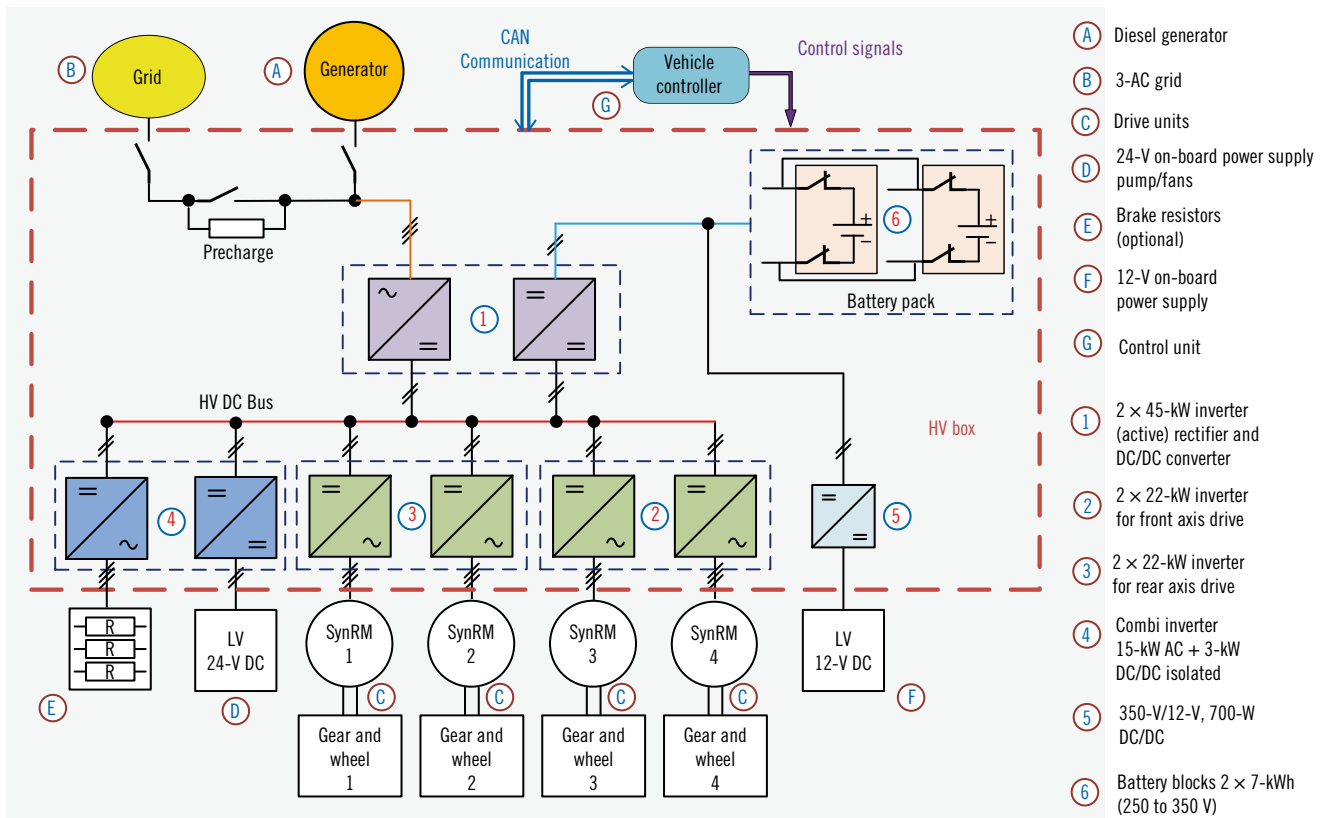 CAN
Communication
Vehicle
controller
Control signals
B
Grid
A
Generator
G
Precharge
6
+
−
+
−
Battery pack
1
HV DC Bus
HV box
4
3
2
5
R
R
R
E
LV
24-V DC
D
SynRM
1
C
Gear and
wheel
1
SynRM
2
C
Gear and
wheel
2
SynRM
3
C
Gear and
wheel
3
SynRM
4
C
Gear and
wheel
4
LV
12-V DC
F
A Diesel generator
B 3-AC grid
C Drive units
D 24-V on-board power supply
pump/fans
E Brake resistors
(optional)
F 12-V on-board
power supply
G Control unit
1 2 × 45-kW inverter
(active) rectifier and
DC/DC converter
2 2 × 22-kW inverter
for front axis drive
3 2 × 22-kW inverter
for rear axis drive
4 Combi inverter
15-kW AC + 3-kW
DC/DC isolated
5 350-V/12-V, 700-W
DC/DC
6 Battery blocks 2 × 7-kWh
(250 to 350 V)